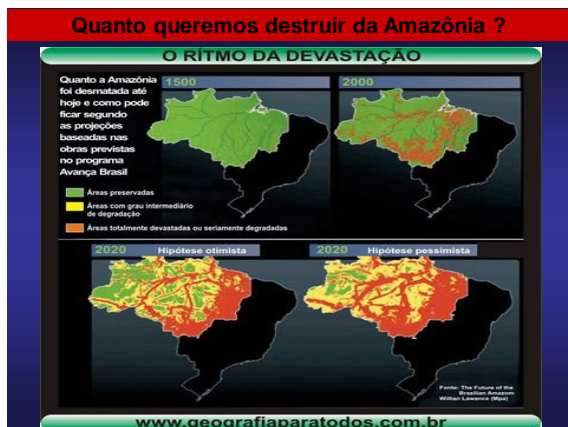 Quanto queremos destruir da Amazônia ?
O RÍTMO DA DEVASTAÇÃO
Quanto a Amazônia
foi desmatada até
hoje e como pode
ficar segundo
as projeções
baseadas nas
obras previstas
no programa
Avança Brasil
1500
2000
Áreas preservadas
Áreas com grau intermediário
de degradação
Áreas totalmente devastadas ou seriamente degradadas
2020 Hipótese otimista
2020 Hipótese pessimista
Fonte: The Future of the
Brazilian Amazom
Willian Lawance (Mpa)
www.geografiaparatodos.com.br